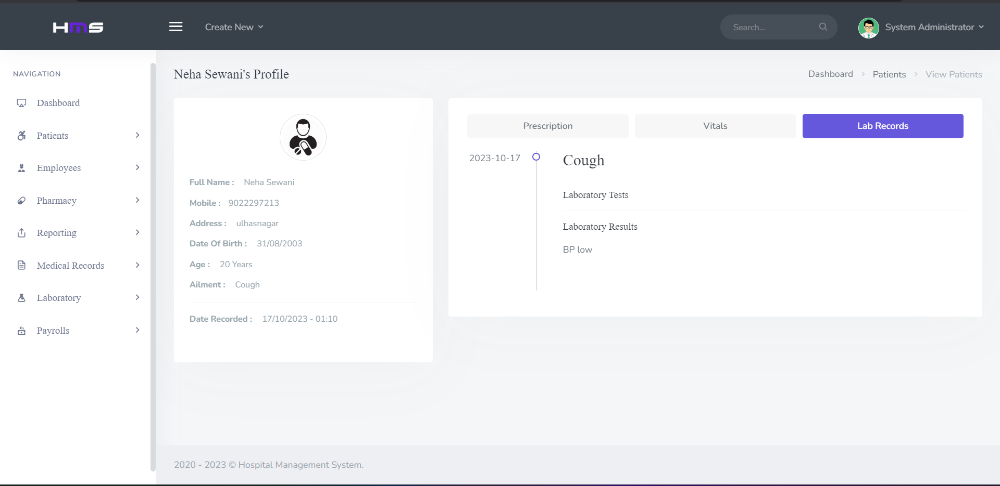 HMS
Create New
Search...
System Administrator
NAVIGATION
Dashboard
Patients
Employees
Pharmacy
Reporting
Medical Records
Laboratory
Payrolls
Neha Sewani's Profile
Dashboard > Patients > View Patients
Full Name : Neha Sewani
Mobile : 9022297213
Address : ulhasnagar
Date Of Birth : 31/08/2003
Age : 20 Years
Ailment : Cough
Date Recorded : 17/10/2023 - 01:10
Prescription
Vitals
Lab Records
2023-10-17
Cough
Laboratory Tests
Laboratory Results
BP low
2020 - 2023 © Hospital Management System.